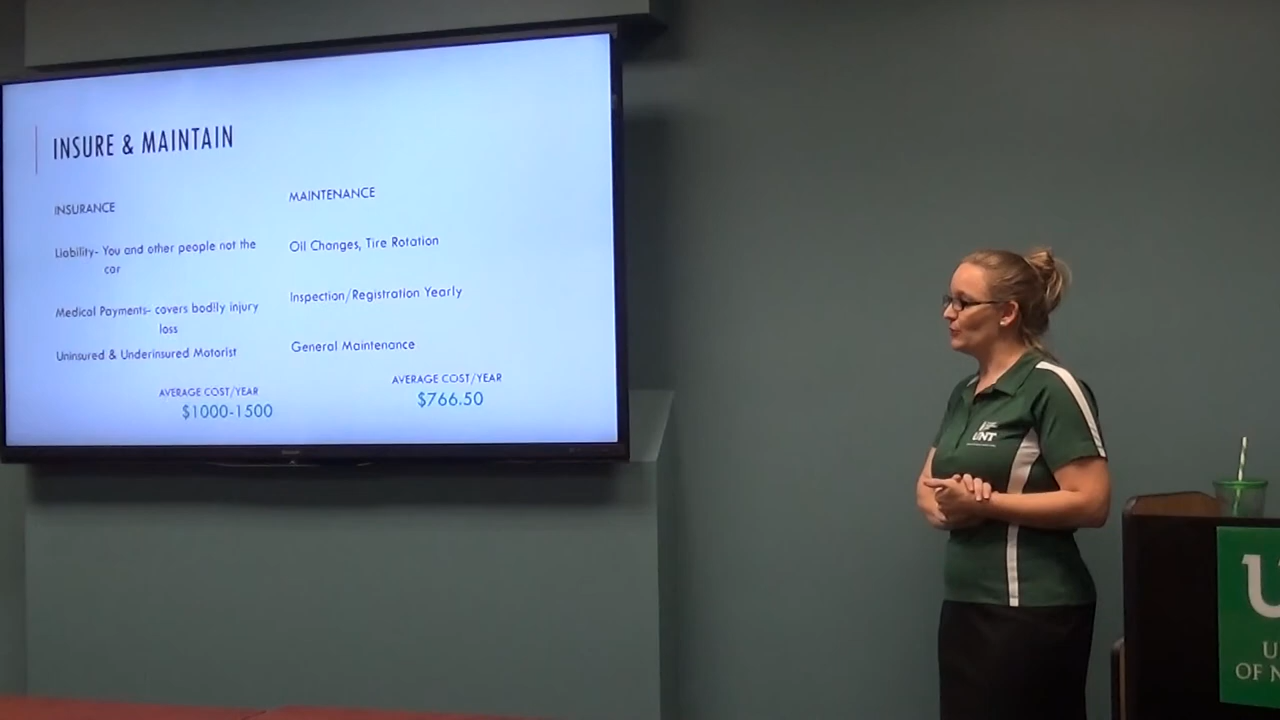 INSURE & MAINTAIN
INSURANCE
Liability- You and other people not the
car
Medical Payments- covers bodily injury
loss
Uninsured & Underinsured Motorist
AVERAGE COST/YEAR
$1000-1500
MAINTENANCE
Oil Changes, Tire Rotation
Inspection/Registration Yearly
General Maintenance
AVERAGE COST/YEAR
$766.50
UNT
U
U
OF N